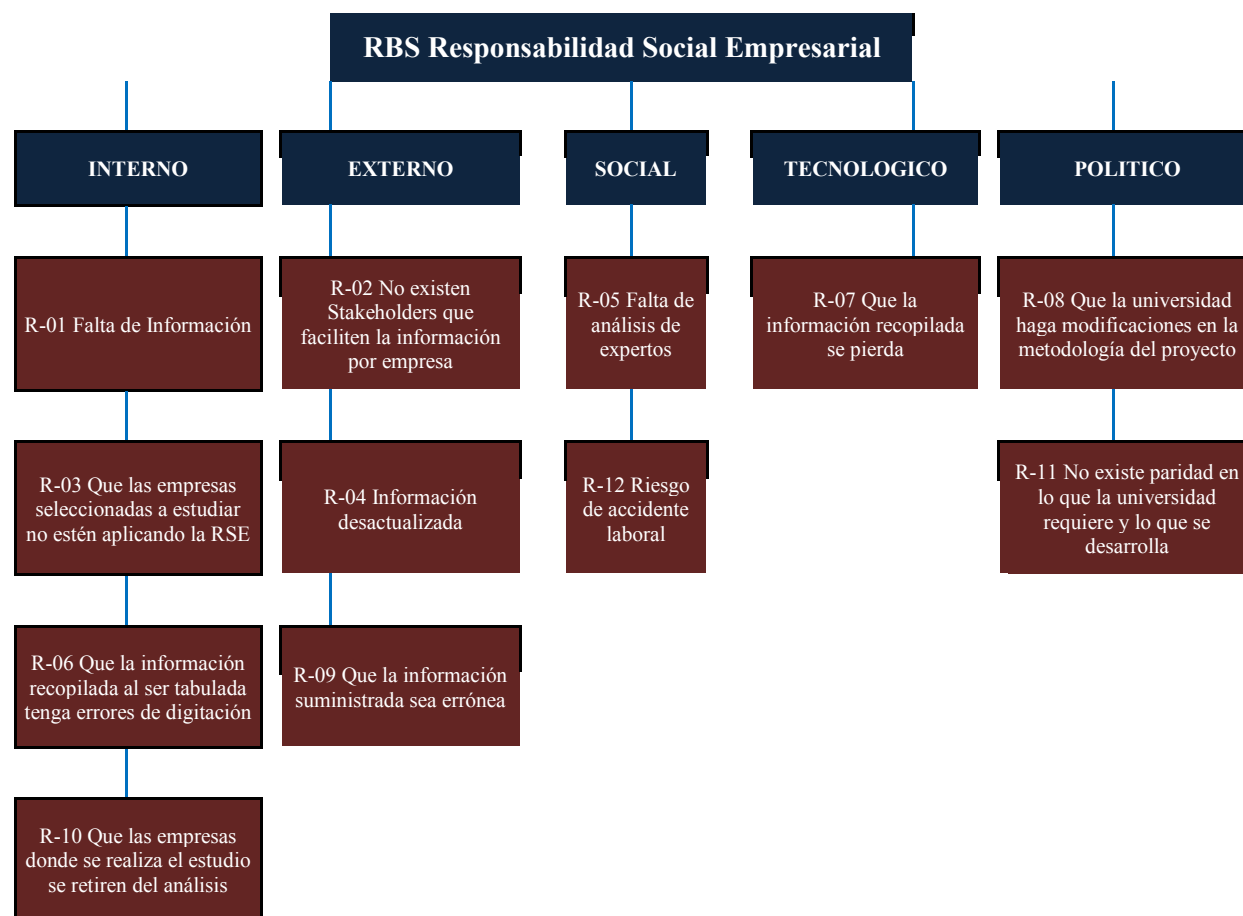 RBS Responsabilidad Social Empresarial
INTERNO
EXTERNO
SOCIAL
TECNOLOGICO
POLITICO
R-01 Falta de Información
R-02 No existen
Stakeholders que
faciliten la información
por empresa
R-05 Falta de
análisis de
expertos
R-07 Que la
información recopilada
se pierda
R-08 Que la universidad
haga modificaciones en la
metodología del proyecto
R-03 Que las empresas
seleccionadas a estudiar
no estén aplicando la RSE
R-04 Información
desactualizada
R-12 Riesgo
de accidente
laboral
R-11 No existe paridad en
lo que la universidad
requiere y lo que se
desarrolla
R-06 Que la información
recopilada al ser tabulada
tenga errores de digitación
R-09 Que la información
suministrada sea errónea
R-10 Que las empresas
donde se realiza el estudio
se retiren del análisis